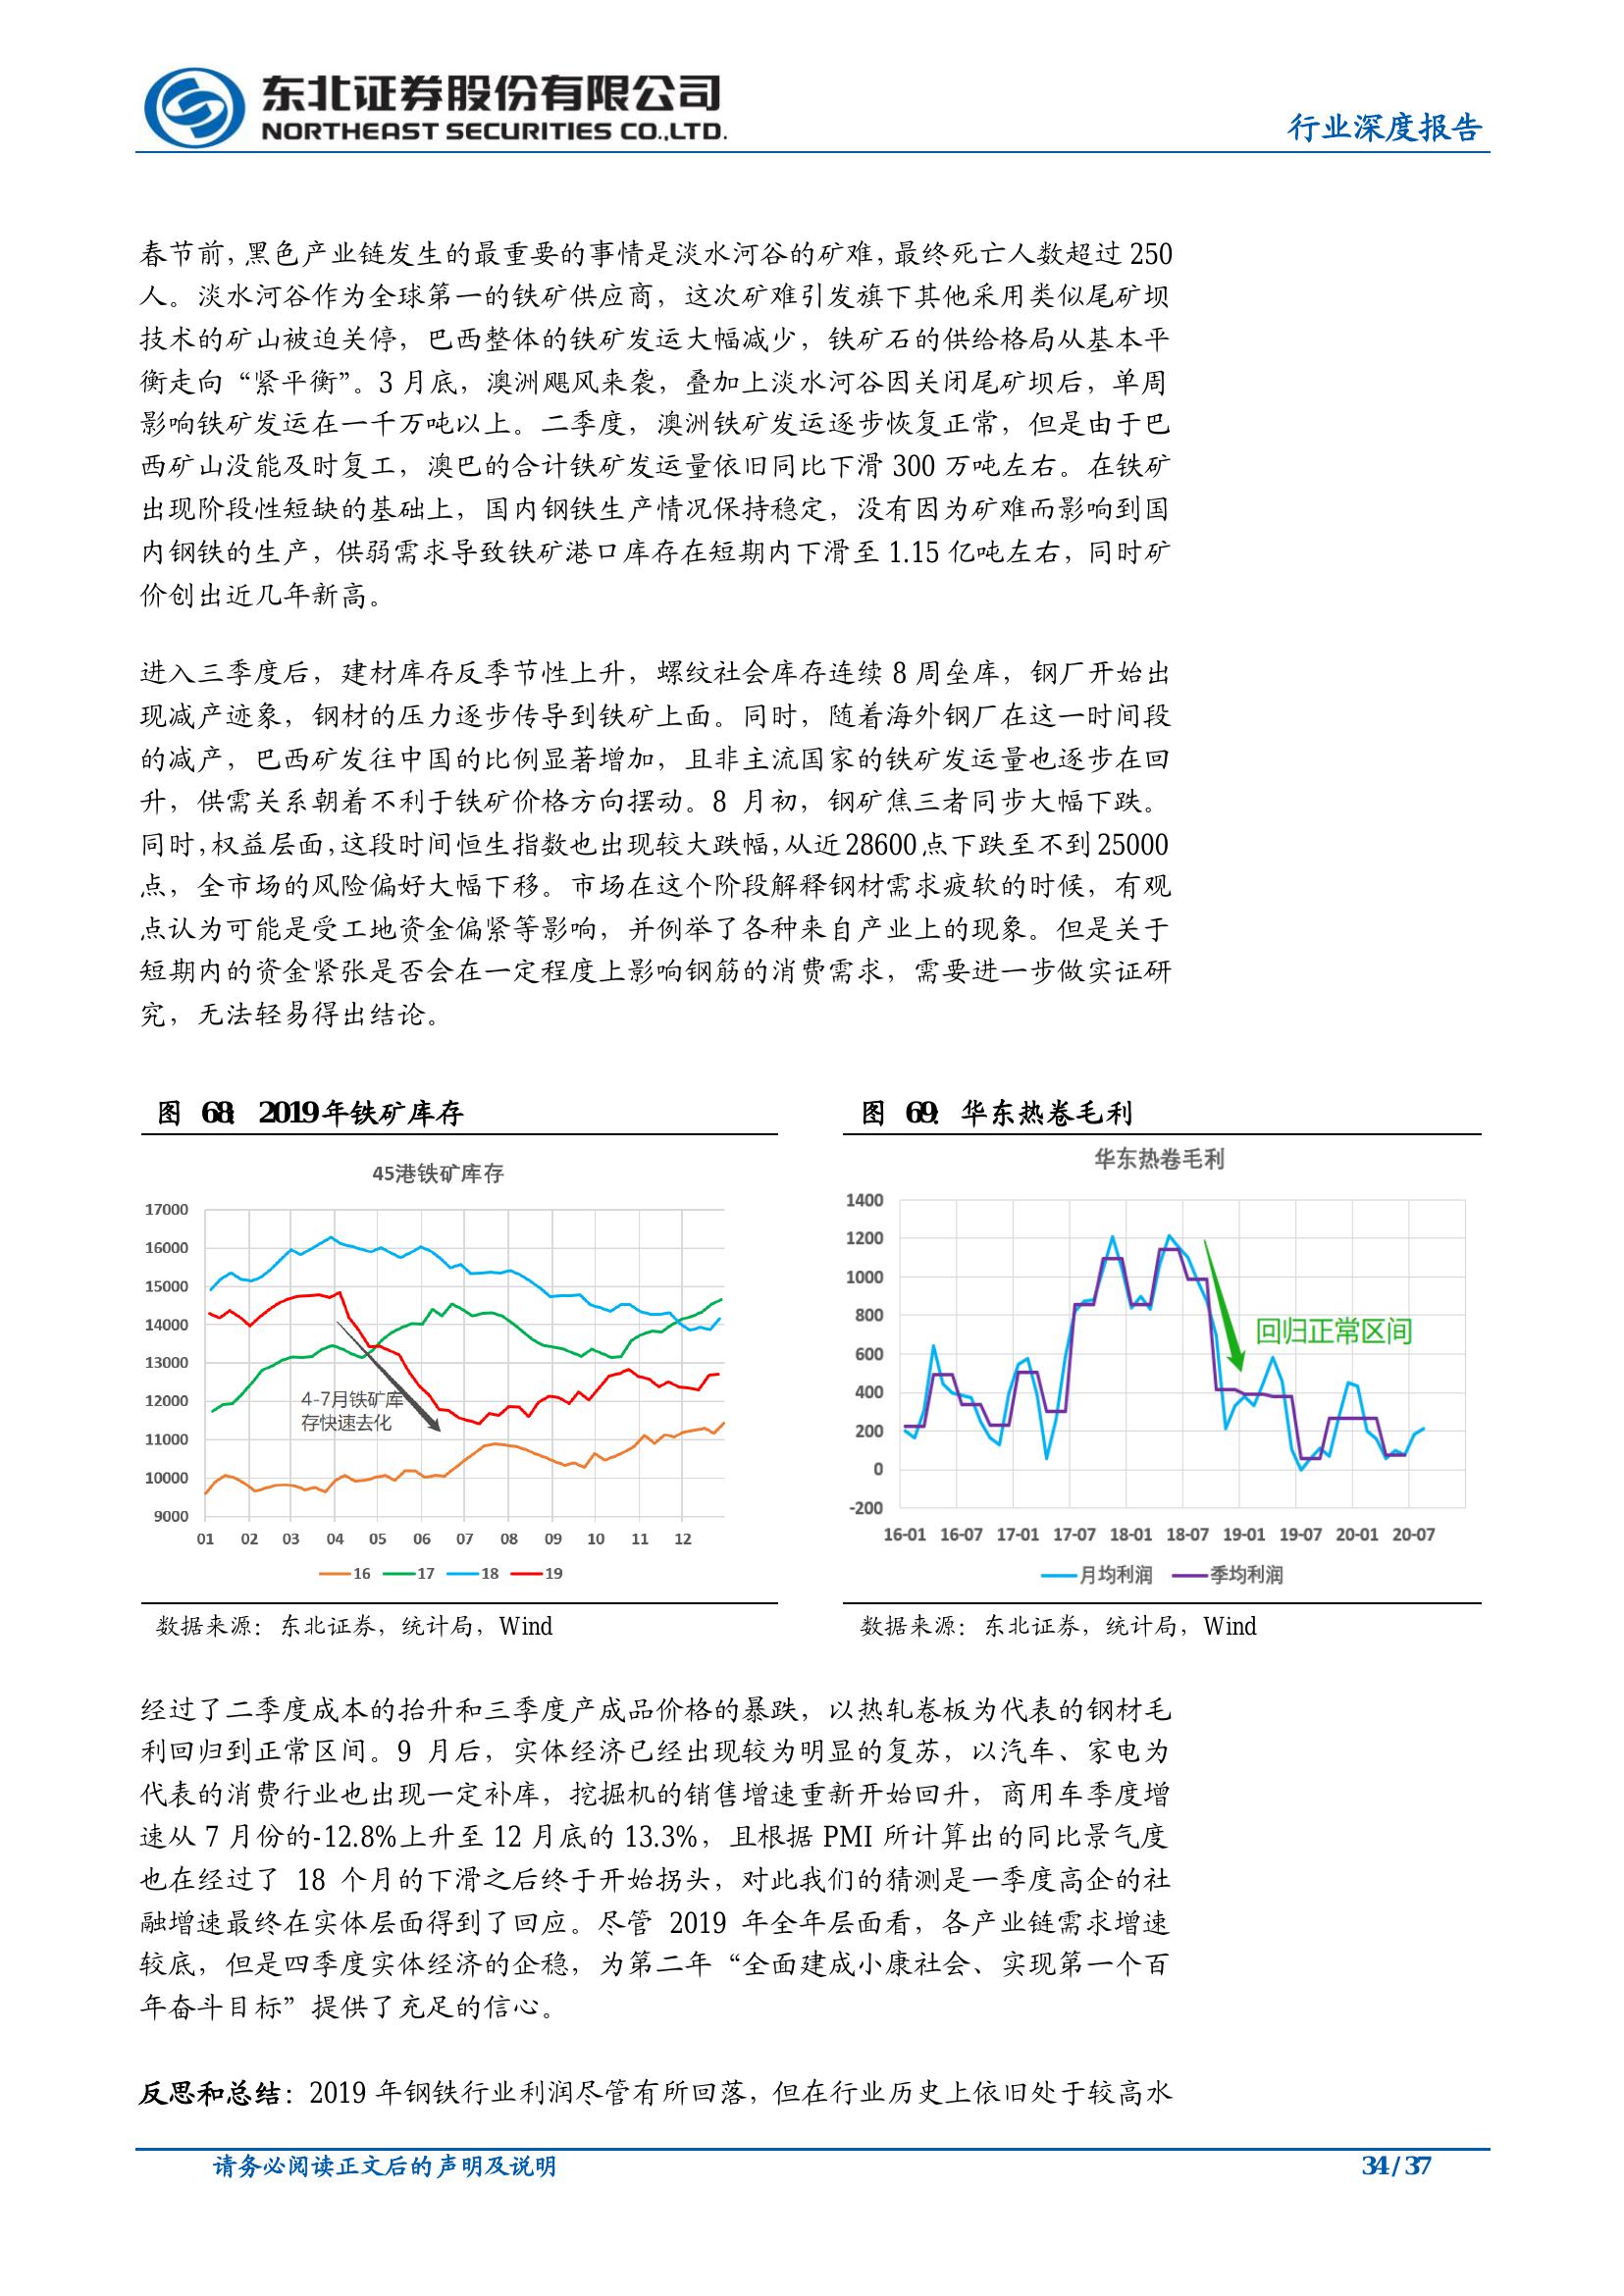 东北证券股份有限公司
NORTHEAST SECURITIES CO.,LTD.
行业深度报告
春节前，黑色产业链发生的最重要的事情是淡水河谷的矿难，最终死亡人数超过 250
人。淡水河谷作为全球第一的铁矿供应商，这次矿难引发旗下其他采用类似尾矿坝
技术的矿山被迫关停，巴西整体的铁矿发运大幅减少，铁矿石的供给格局从基本平
衡走向“紧平衡”。3 月底，澳洲飓风来袭，叠加上淡水河谷因关闭尾矿坝后，单周
影响铁矿发运在一千万吨以上。二季度，澳洲铁矿发运逐步恢复正常，但是由于巴
西矿山没能及时复工，澳巴的合计铁矿发运量依旧同比下滑 300 万吨左右。在铁矿
出现阶段性短缺的基础上，国内钢铁生产情况保持稳定，没有因为矿难而影响到国
内钢铁的生产，供弱需求导致铁矿港口库存在短期内下滑至 1.15 亿吨左右，同时矿
价创出近几年新高。
进入三季度后，建材库存反季节性上升，螺纹社会库存连续 8 周垒库，钢厂开始出
现减产迹象，钢材的压力逐步传导到铁矿上面。同时，随着海外钢厂在这一时间段
的减产，巴西矿发往中国的比例显著增加，且非主流国家的铁矿发运量也逐步在回
升，供需关系朝着不利于铁矿价格方向摆动。8 月初，钢矿焦三者同步大幅下跌。
同时，权益层面，这段时间恒生指数也出现较大跌幅，从近 28600 点下跌至不到 25000
点，全市场的风险偏好大幅下移。市场在这个阶段解释钢材需求疲软的时候，有观
点认为可能是受工地资金偏紧等影响，并例举了各种来自产业上的现象。但是关于
短期内的资金紧张是否会在一定程度上影响钢筋的消费需求，需要进一步做实证研
究，无法轻易得出结论。
图 68：2019 年铁矿库存
45港铁矿库存
17000
16000
15000
14000
13000
12000
11000
10000
9000
4-7月铁矿库
存快速去化
01 02 03 04 05 06 07 08 09 10 11 12
16 17 18 19
数据来源：东北证券，统计局，Wind
图 69：华东热卷毛利
华东热卷毛利
1400
1200
1000
800
600
400
200
0
-200
回归正常区间
16-01 16-07 17-01 17-07 18-01 18-07 19-01 19-07 20-01 20-07
月均利润 季均利润
数据来源：东北证券，统计局，Wind
经过了二季度成本的抬升和三季度产成品价格的暴跌，以热轧卷板为代表的钢材毛
利回归到正常区间。9 月后，实体经济已经出现较为明显的复苏，以汽车、家电为
代表的消费行业也出现一定补库，挖掘机的销售增速重新开始回升，商用车季度增
速从 7 月份的-12.8%上升至 12 月底的 13.3%，且根据 PMI 所计算出的同比景气度
也在经过了 18 个月的下滑之后终于开始拐头，对此我们的猜测是一季度高企的社
融增速最终在实体层面得到了回应。尽管 2019 年全年层面看，各产业链需求增速
较底，但是四季度实体经济的企稳，为第二年“全面建成小康社会、实现第一个百
年奋斗目标”提供了充足的信心。
反思和总结：2019 年钢铁行业利润尽管有所回落，但在行业历史上依旧处于较高水
请务必阅读正文后的声明及说明
34 / 37